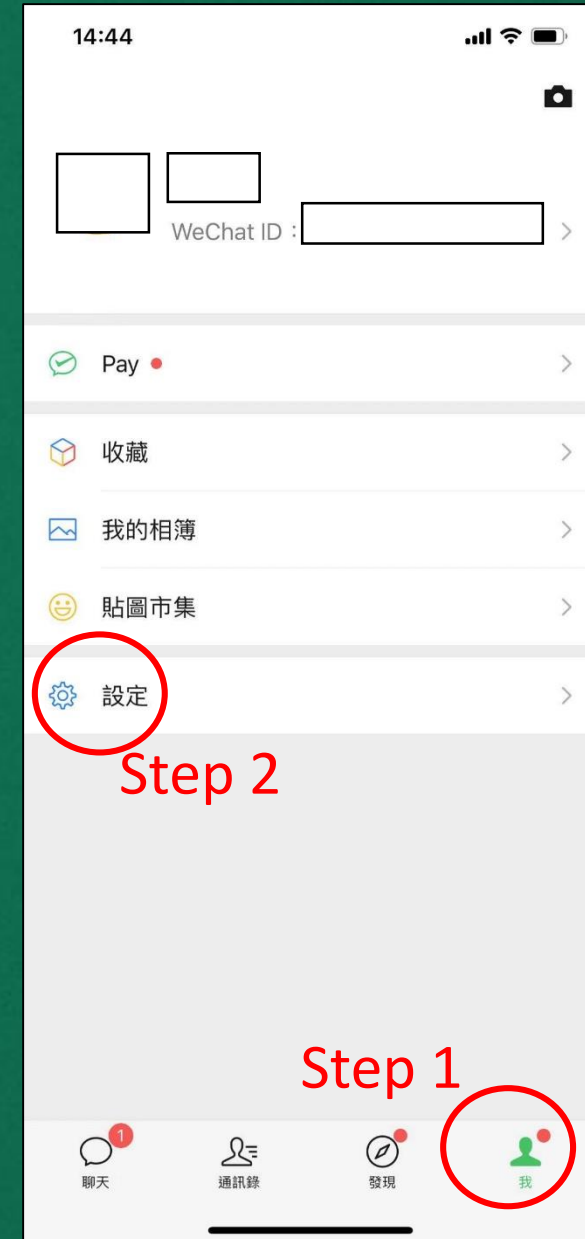 14:44
WeChat ID：
Pay
收藏
我的相簿
貼圖市集
設定
Step 2
Step 1
1
聊天
通訊錄
發現
我